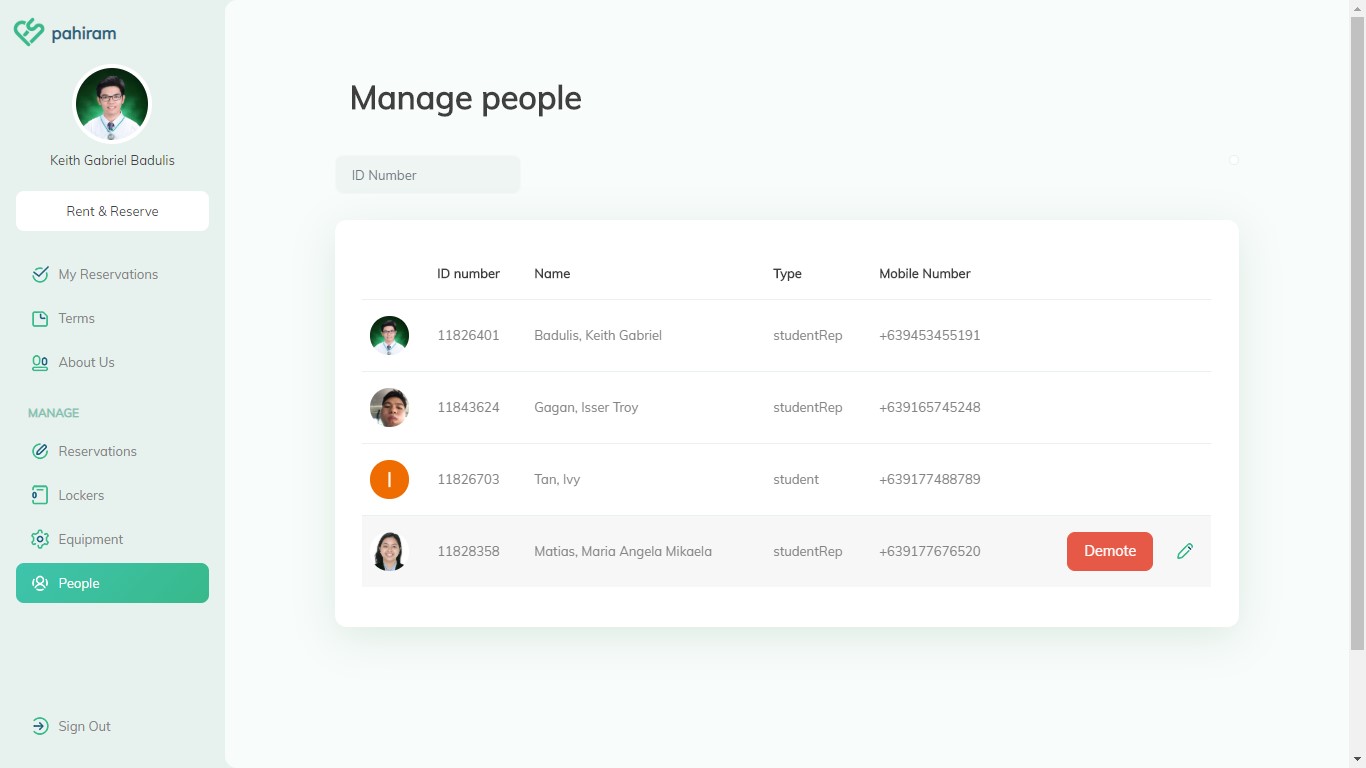 pahiram
Keith Gabriel Badulis
Rent & Reserve
My Reservations
Terms
About Us
MANAGE
Reservations
Lockers
Equipment
People
Sign Out
Manage people
ID Number
ID number Name Type Mobile Number
11826401 Badulis, Keith Gabriel studentRep +639453455191
11843624 Gagan, Isser Troy studentRep +639165745248
I 11826703 Tan, Ivy student +639177488789
11828358 Matias, Maria Angela Mikaela studentRep +639177676520 Demote